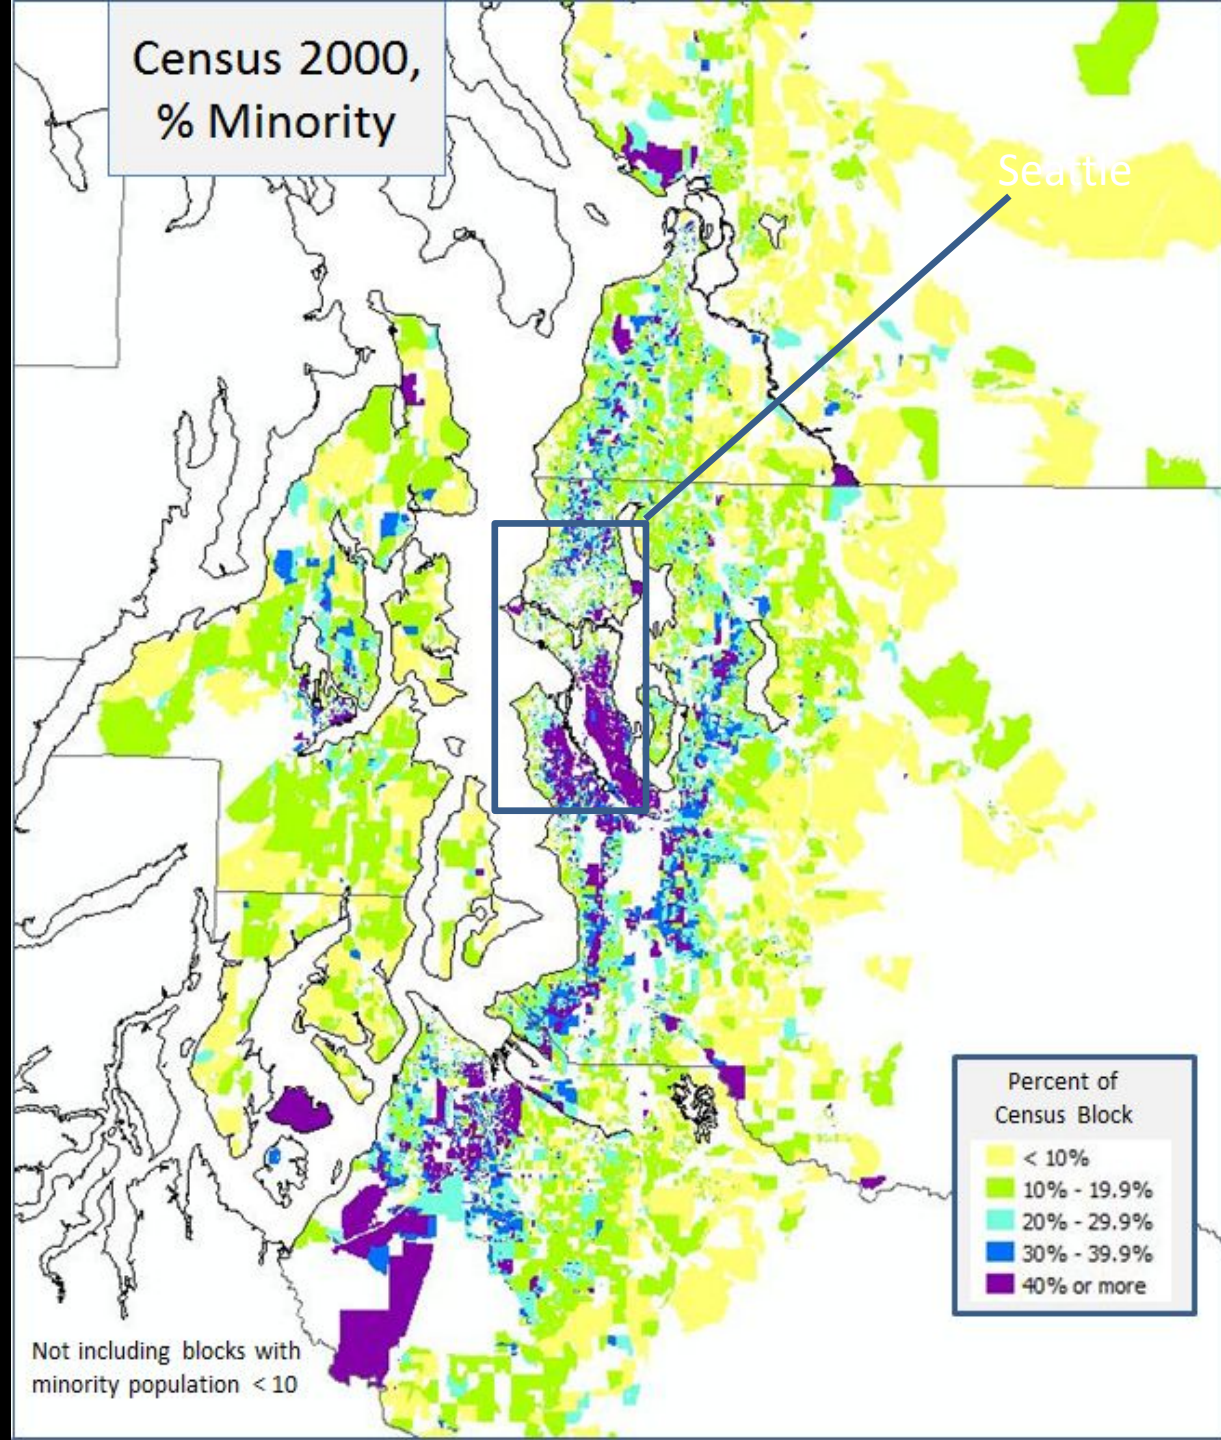 Census 2000,
% Minority
Seattle
Percent of
Census Block
< 10%
10% - 19.9%
20% - 29.9%
30% - 39.9%
40% or more
Not including blocks with
minority population < 10